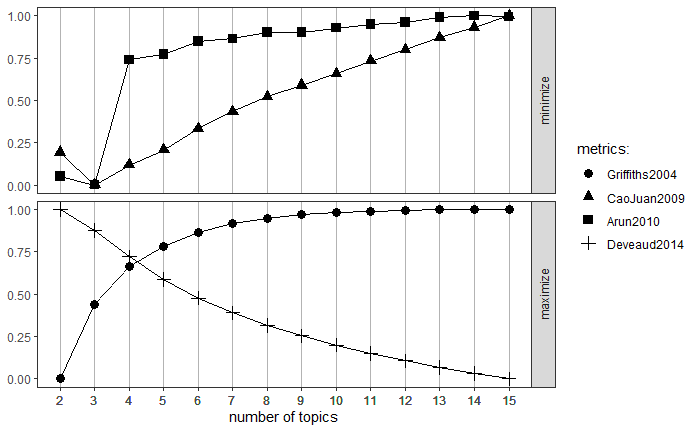 1.00
0.75
0.50
0.25
0.00
minimize
1.00
0.75
0.50
0.25
0.00
maximize
2 3 4 5 6 7 8 9 10 11 12 13 14 15
number of topics
metrics:
Griffiths2004
CaoJuan2009
Arun2010
Deveaud2014